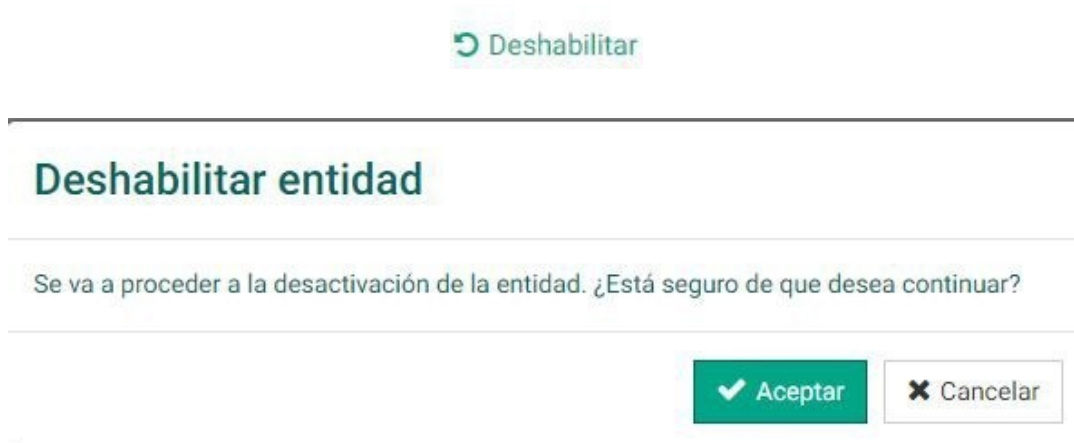 Deshabilitar
Deshabilitar entidad
Se va a proceder a la desactivación de la entidad. ¿Está seguro de que desea continuar?
Aceptar
Cancelar